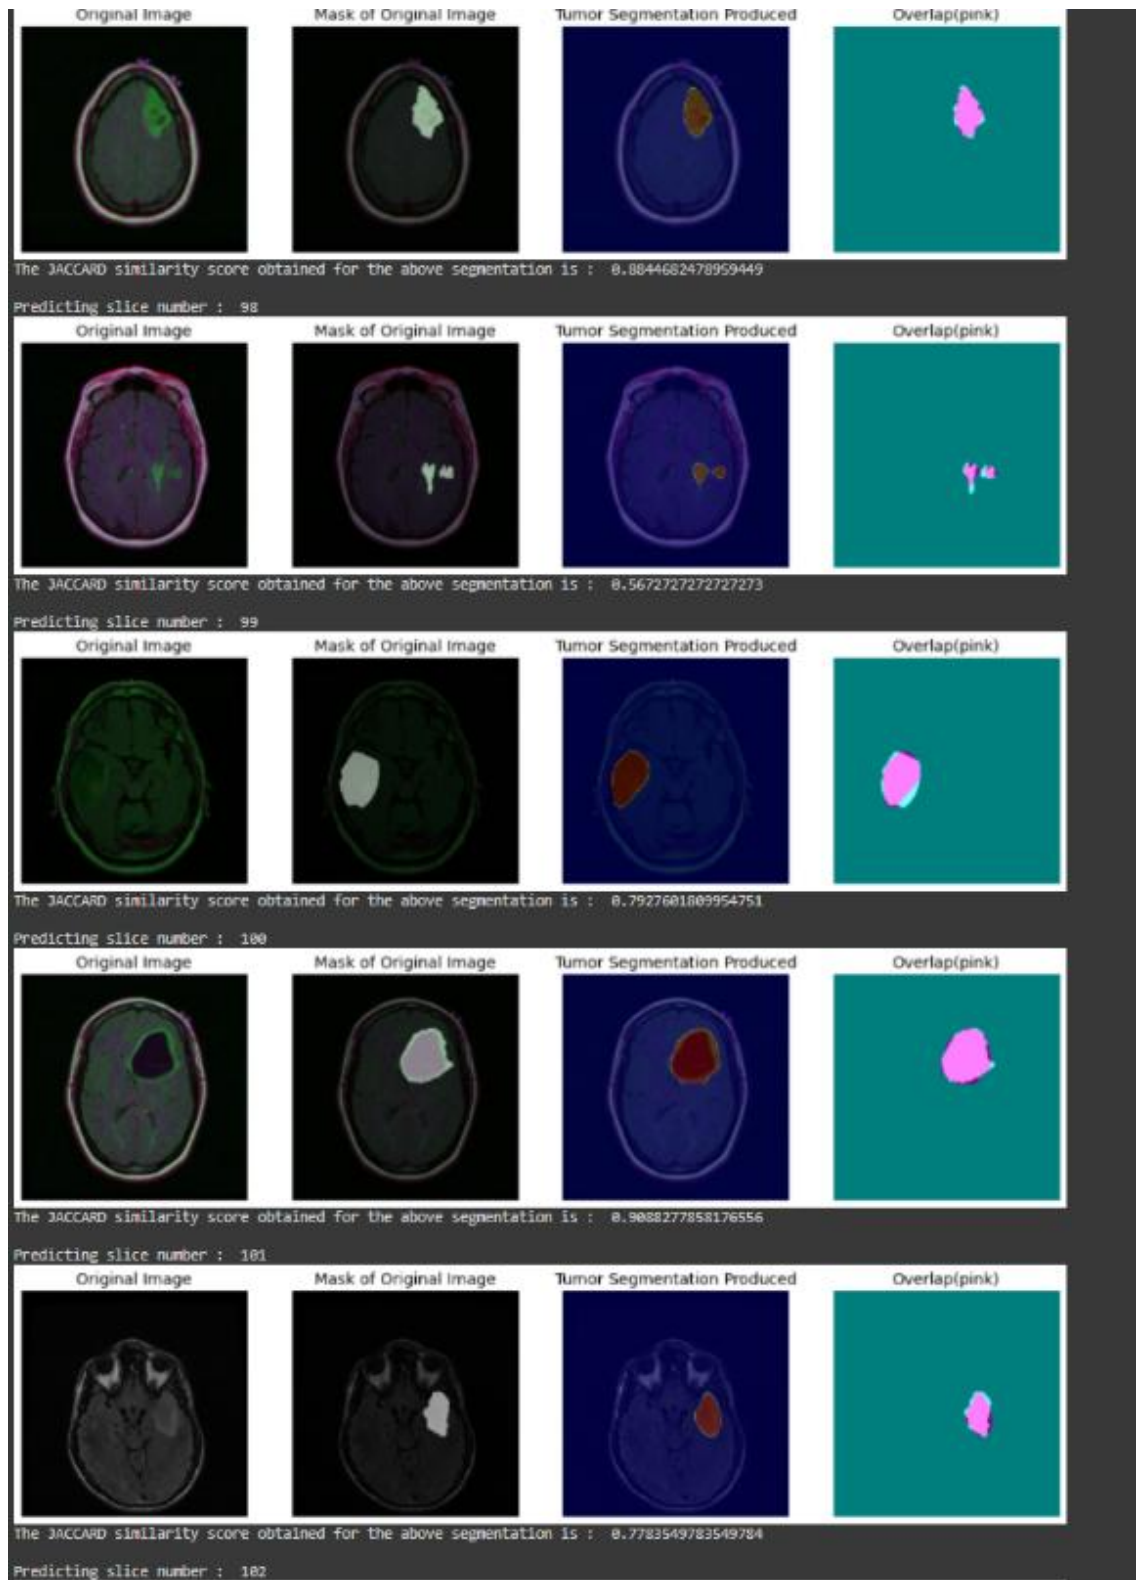 Original Image Mask of Original Image Tumor Segmentation Produced Overlap(pink)
The JACCARD similarity score obtained for the above segmentation is : 0.8844682478959449
Predicting slice number : 98
Original Image Mask of Original Image Tumor Segmentation Produced Overlap(pink)
The JACCARD similarity score obtained for the above segmentation is : 0.5672727272727273
Predicting slice number : 99
Original Image Mask of Original Image Tumor Segmentation Produced Overlap(pink)
The JACCARD similarity score obtained for the above segmentation is : 0.7927601809954751
Predicting slice number : 100
Original Image Mask of Original Image Tumor Segmentation Produced Overlap(pink)
The JACCARD similarity score obtained for the above segmentation is : 0.9088277858176556
Predicting slice number : 101
Original Image Mask of Original Image Tumor Segmentation Produced Overlap(pink)
The JACCARD similarity score obtained for the above segmentation is : 0.7783549783549784
Predicting slice number : 102